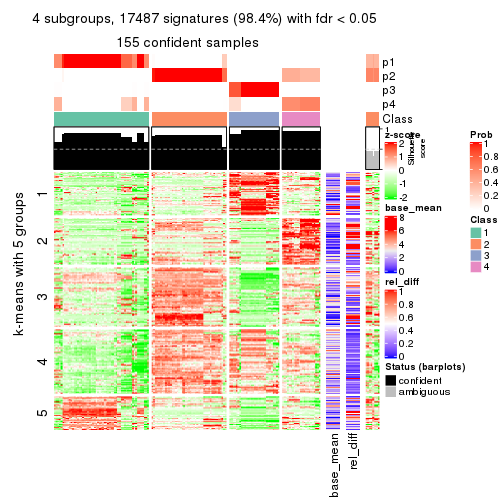 4 subgroups, 17487 signatures (98.4%) with fdr < 0.05
155 confident samples
p1
p2
p3
p4
Class
1
Silhouette
score
z-score
2
1
0
-1
-2
Prob
1
0.8
0.6
0.4
0.2
0
base_mean
8
6
4
2
0
Class
1
2
3
4
rel_diff
1
0.8
0.6
0.4
0.2
0
Status (barplots)
confident
ambiguous
k-means with 5 groups
1
2
3
4
5
base_mean
rel_diff